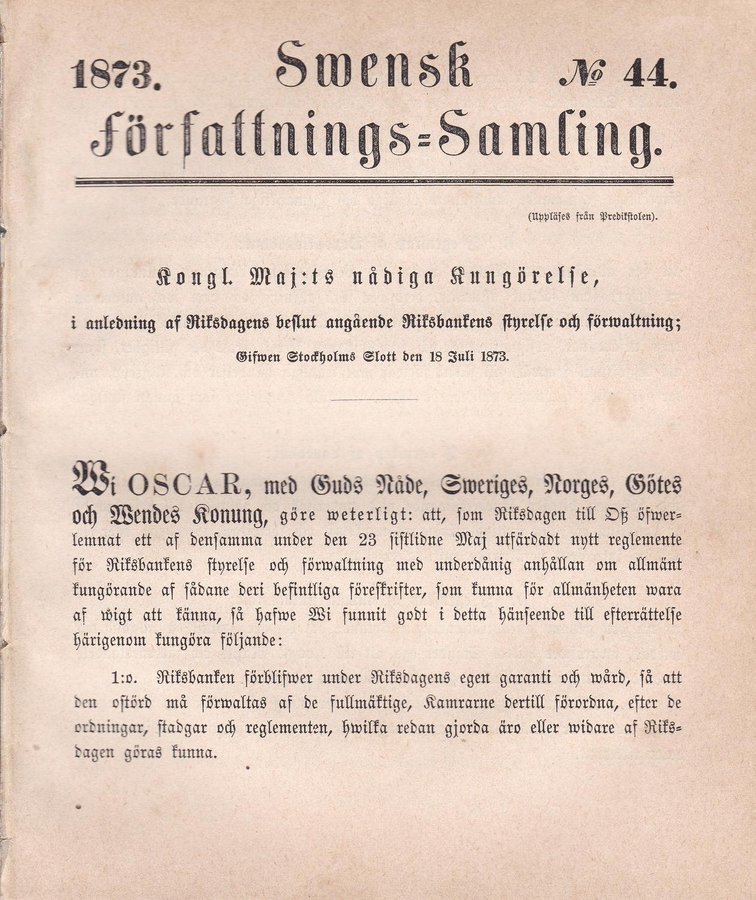 1873. Swensk № 44.
Författnings=Samling.
(Uppläses från Predikstolen).
Kongl. Maj:ts nådiga Kungörelse,
i anledning af Riksdagens beslut angående Riksbankens styrelse och förwaltning;
Gifwen Stockholms Slott den 18 Juli 1873.
Wi OSCAR, med Guds Nåde, Sweriges, Norges, Götes
och Wendes Konung, göre weterligt: att, som Riksdagen till Oß öfwer-
lemnat ett af densamma under den 23 sistlidne Maj utfärdadt nytt reglemente
för Riksbankens styrelse och förwaltning med underdånig anhållan om allmänt
kungörande af sådane deri befintliga föreskrifter, som kunna för allmänheten wara
af wigt att känna, så hafwe Wi funnit godt i detta hänseende till efterrättelse
härigenom kungöra följande:
1:o. Riksbanken förblifwer under Riksdagens egen garanti och wård, så att
den ostörd må förwaltas af de fullmäktige, Kamrarne dertill förordna, efter de
ordningar, stadgar och reglementen, hwilka redan gjorda äro eller widare af Riks=
dagen göras kunna.